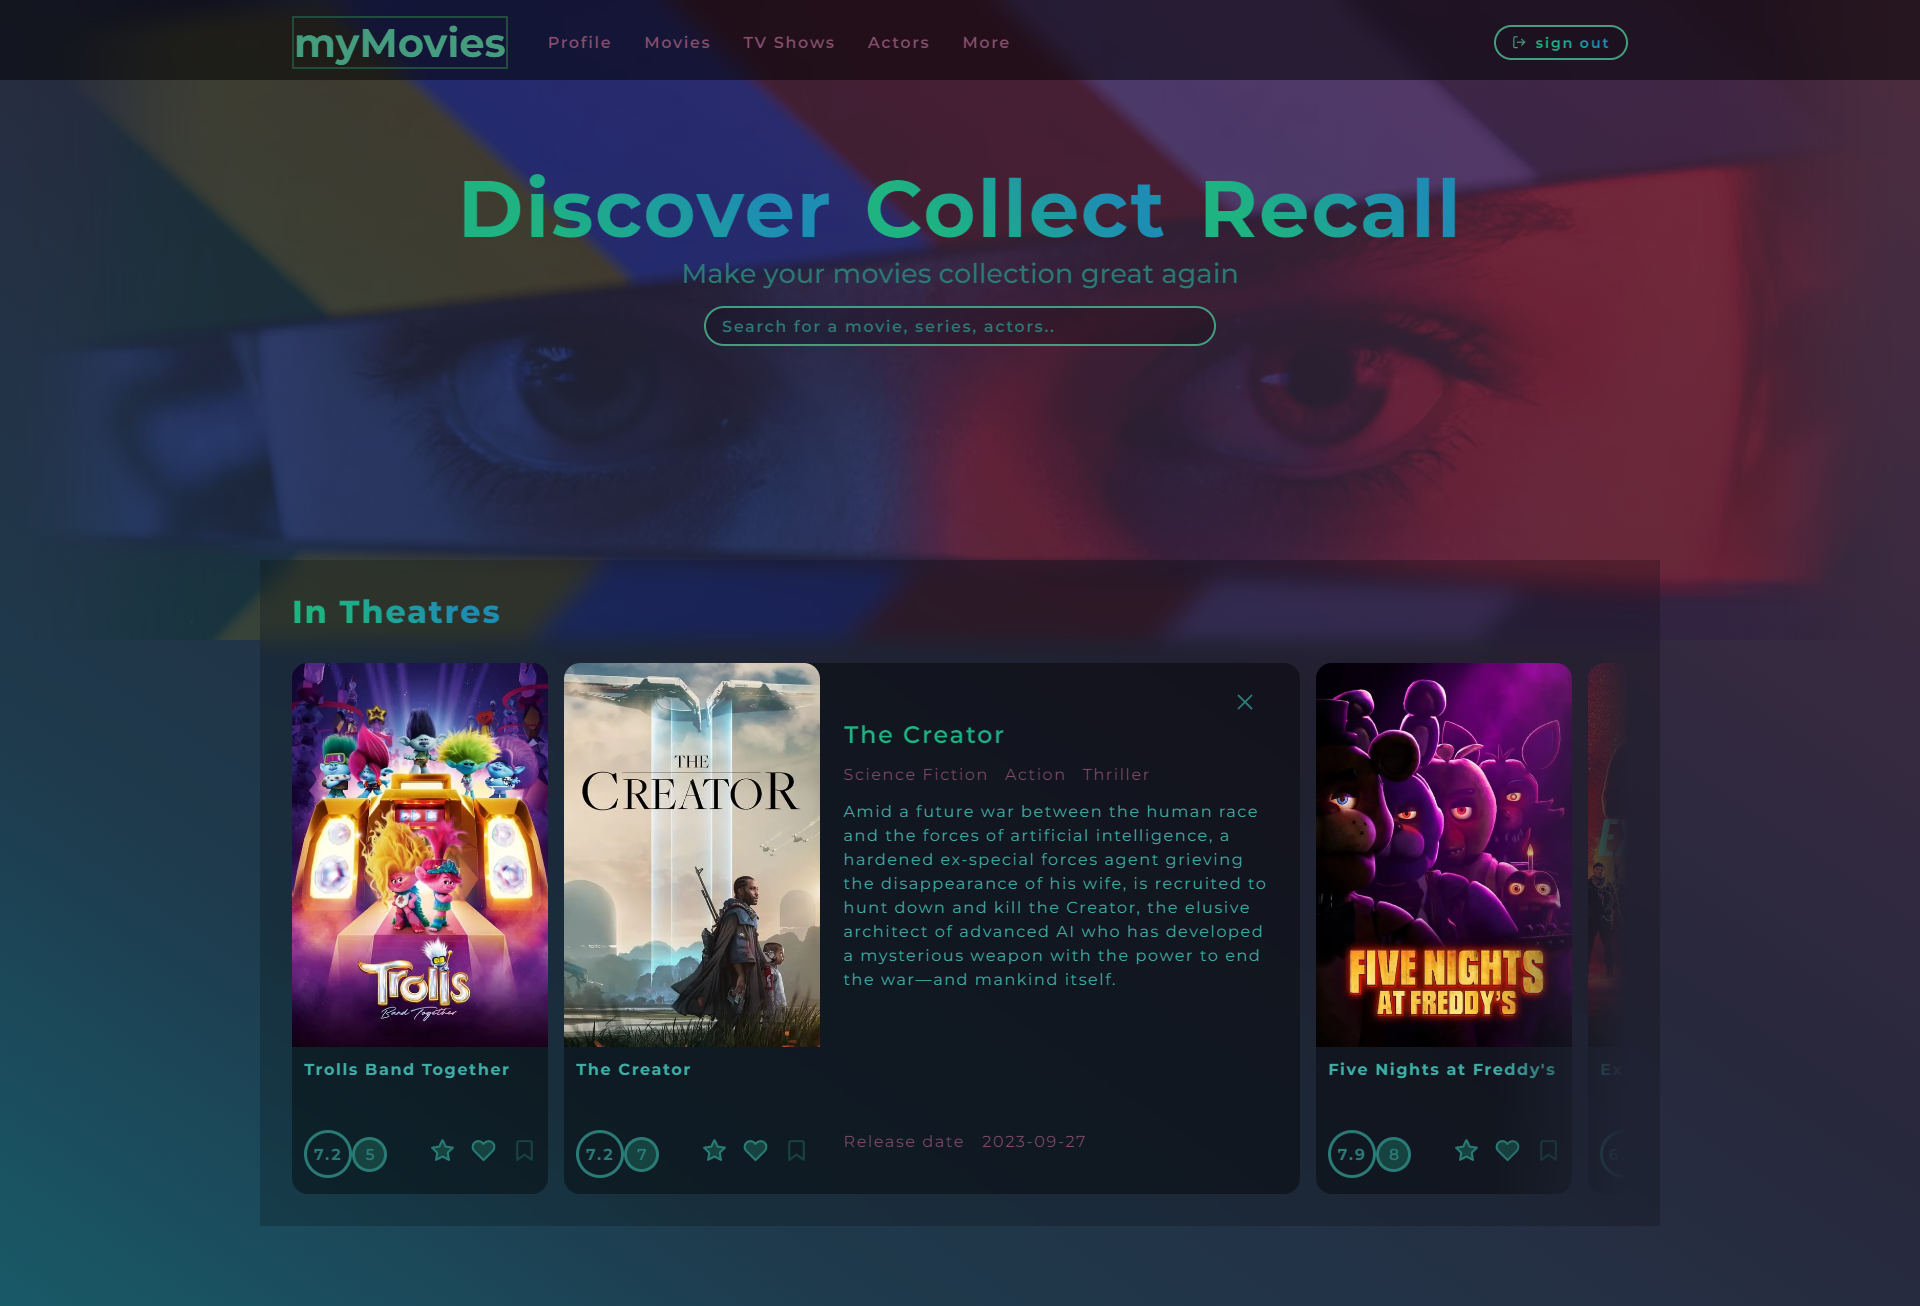 myMovies
Profile Movies TV Shows Actors More
sign out
Discover Collect Recall
Make your movies collection great again
Search for a movie, series, actors..
In Theatres
Trolls
Band Together
Trolls Band Together
7.2 5
THE
CREATOR
The Creator
7.2 7
The Creator
Science Fiction Action Thriller
Amid a future war between the human race
and the forces of artificial intelligence, a
hardened ex-special forces agent grieving
the disappearance of his wife, is recruited to
hunt down and kill the Creator, the elusive
architect of advanced AI who has developed
a mysterious weapon with the power to end
the war—and mankind itself.
Release date 2023-09-27
FIVE NIGHTS
AT FREDDY'S
Five Nights at Freddy's
7.9 8